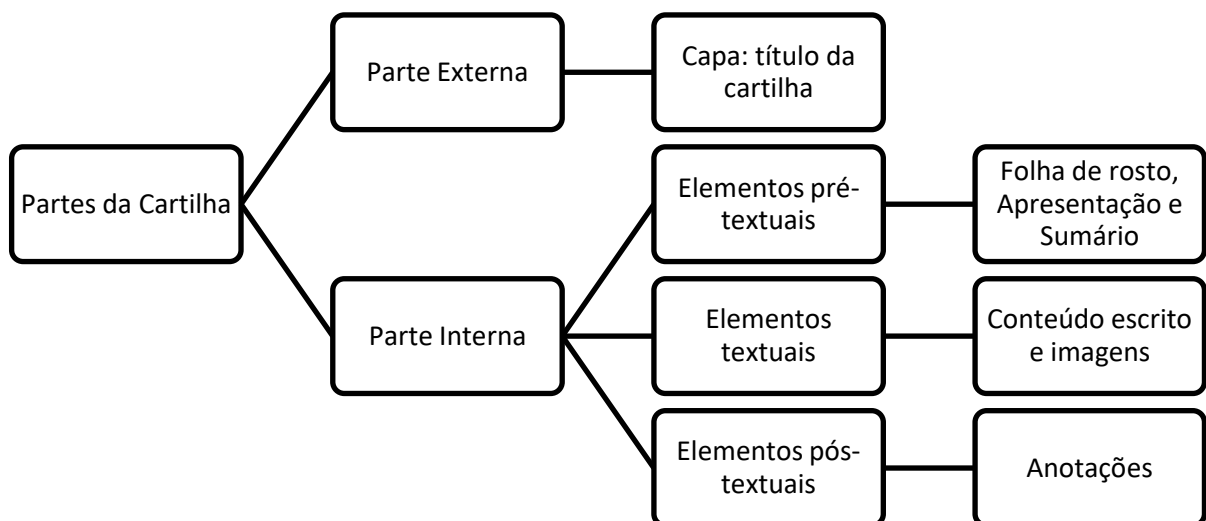 Partes da Cartilha
Parte Externa
Capa: título da
cartilha
Parte Interna
Elementos pré-
textuais
Folha de rosto,
Apresentação e
Sumário
Elementos
textuais
Conteúdo escrito
e imagens
Elementos pós-
textuais
Anotações